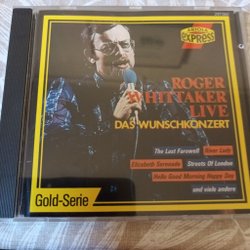 ARIOLA
EXPRESS
ROGER
WHITTAKER
LIVE
DAS WUNSCHKONZERT
The Last Farewell
River Lady
Elizabeth Serenade
Streets Of London
Hello Good Morning Happy Day
und viele andere
Gold-Serie